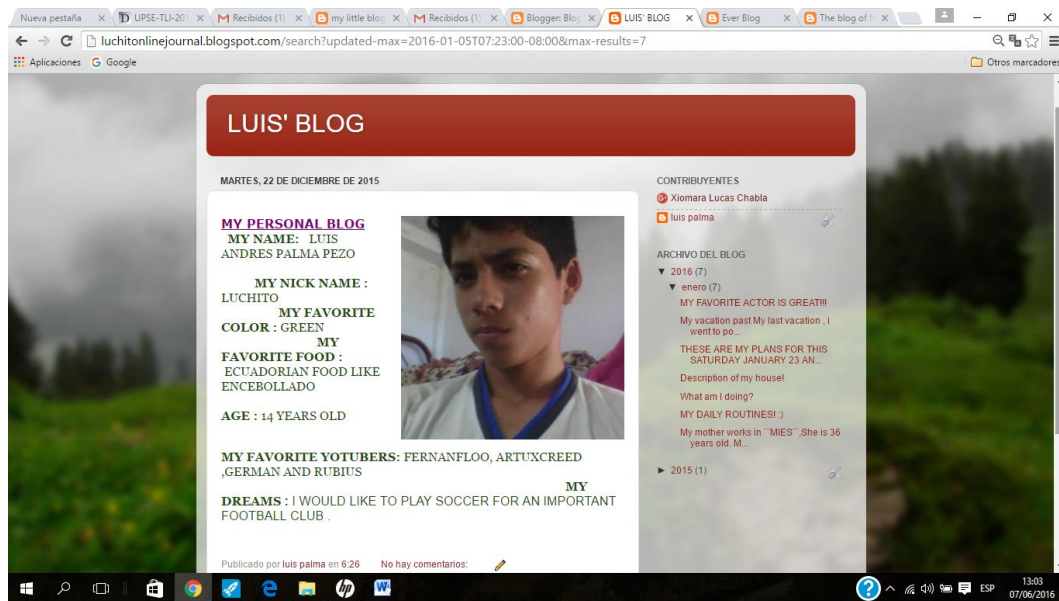 Nueva pestaña
UPSE-TLI-201
Recibidos (1)
my little blog
Recibidos (1)
Blogger: Blog
LUIS' BLOG
Ever Blog
The blog of
luchitonlinejournal.blogspot.com/search?updated-max=2016-01-05T07:23:00-08:00&max-results=7
Aplicaciones
Google
Otros marcadores
LUIS' BLOG
MARTES, 22 DE DICIEMBRE DE 2015
MY PERSONAL BLOG
MY NAME: LUIS
ANDRES PALMA PEZO
MY NICK NAME :
LUCHITO
MY FAVORITE
COLOR : GREEN
MY
FAVORITE FOOD :
ECUADORIAN FOOD LIKE
ENCEBOLLADO
AGE : 14 YEARS OLD
MY FAVORITE YOTUBERS: FERNANFLOO, ARTUXCREED
,GERMAN AND RUBIUS
MY
DREAMS : I WOULD LIKE TO PLAY SOCCER FOR AN IMPORTANT
FOOTBALL CLUB .
Publicado por luis palma en 6:26 No hay comentarios:
CONTRIBUYENTES
Xiomara Lucas Chabla
luis palma
ARCHIVO DEL BLOG
▼ 2016 (7)
▼ enero (7)
MY FAVORITE ACTOR IS GREAT!!!
My vacation past My last vacation , i
went to po...
THESE ARE MY PLANS FOR THIS
SATURDAY JANUARY 23 AN...
Description of my house!
What am I doing?
MY DAILY ROUTINES! :)
My mother works in ¨MIES¨,She is 36
years old. M...
► 2015 (1)
hp
ESP
13:03
07/06/2016